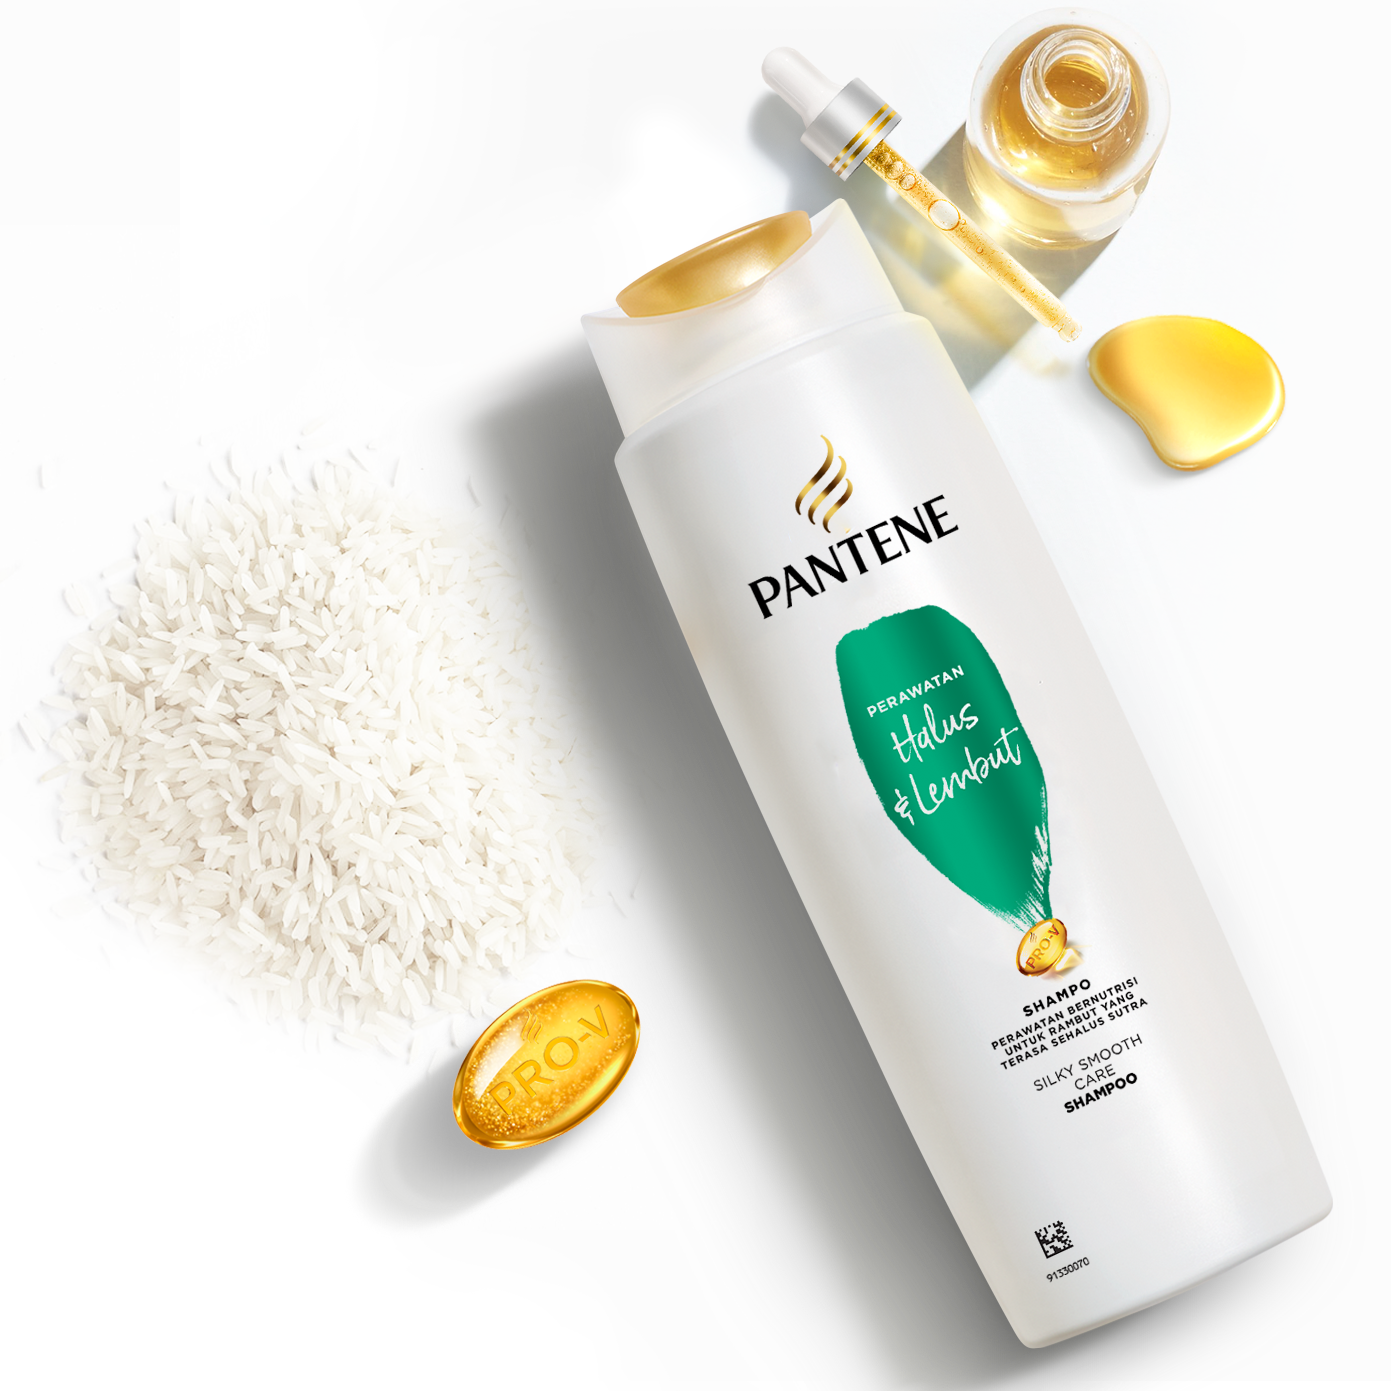 PANTENE
PERAWATAN
Halus
& Lembut
PRO-V
SHAMPO
PERAWATAN BERNUTRISI
UNTUK RAMBUT YANG
TERASA SEHALUS SUTRA
SILKY SMOOTH
CARE
SHAMPOO
91330070
PRO-V